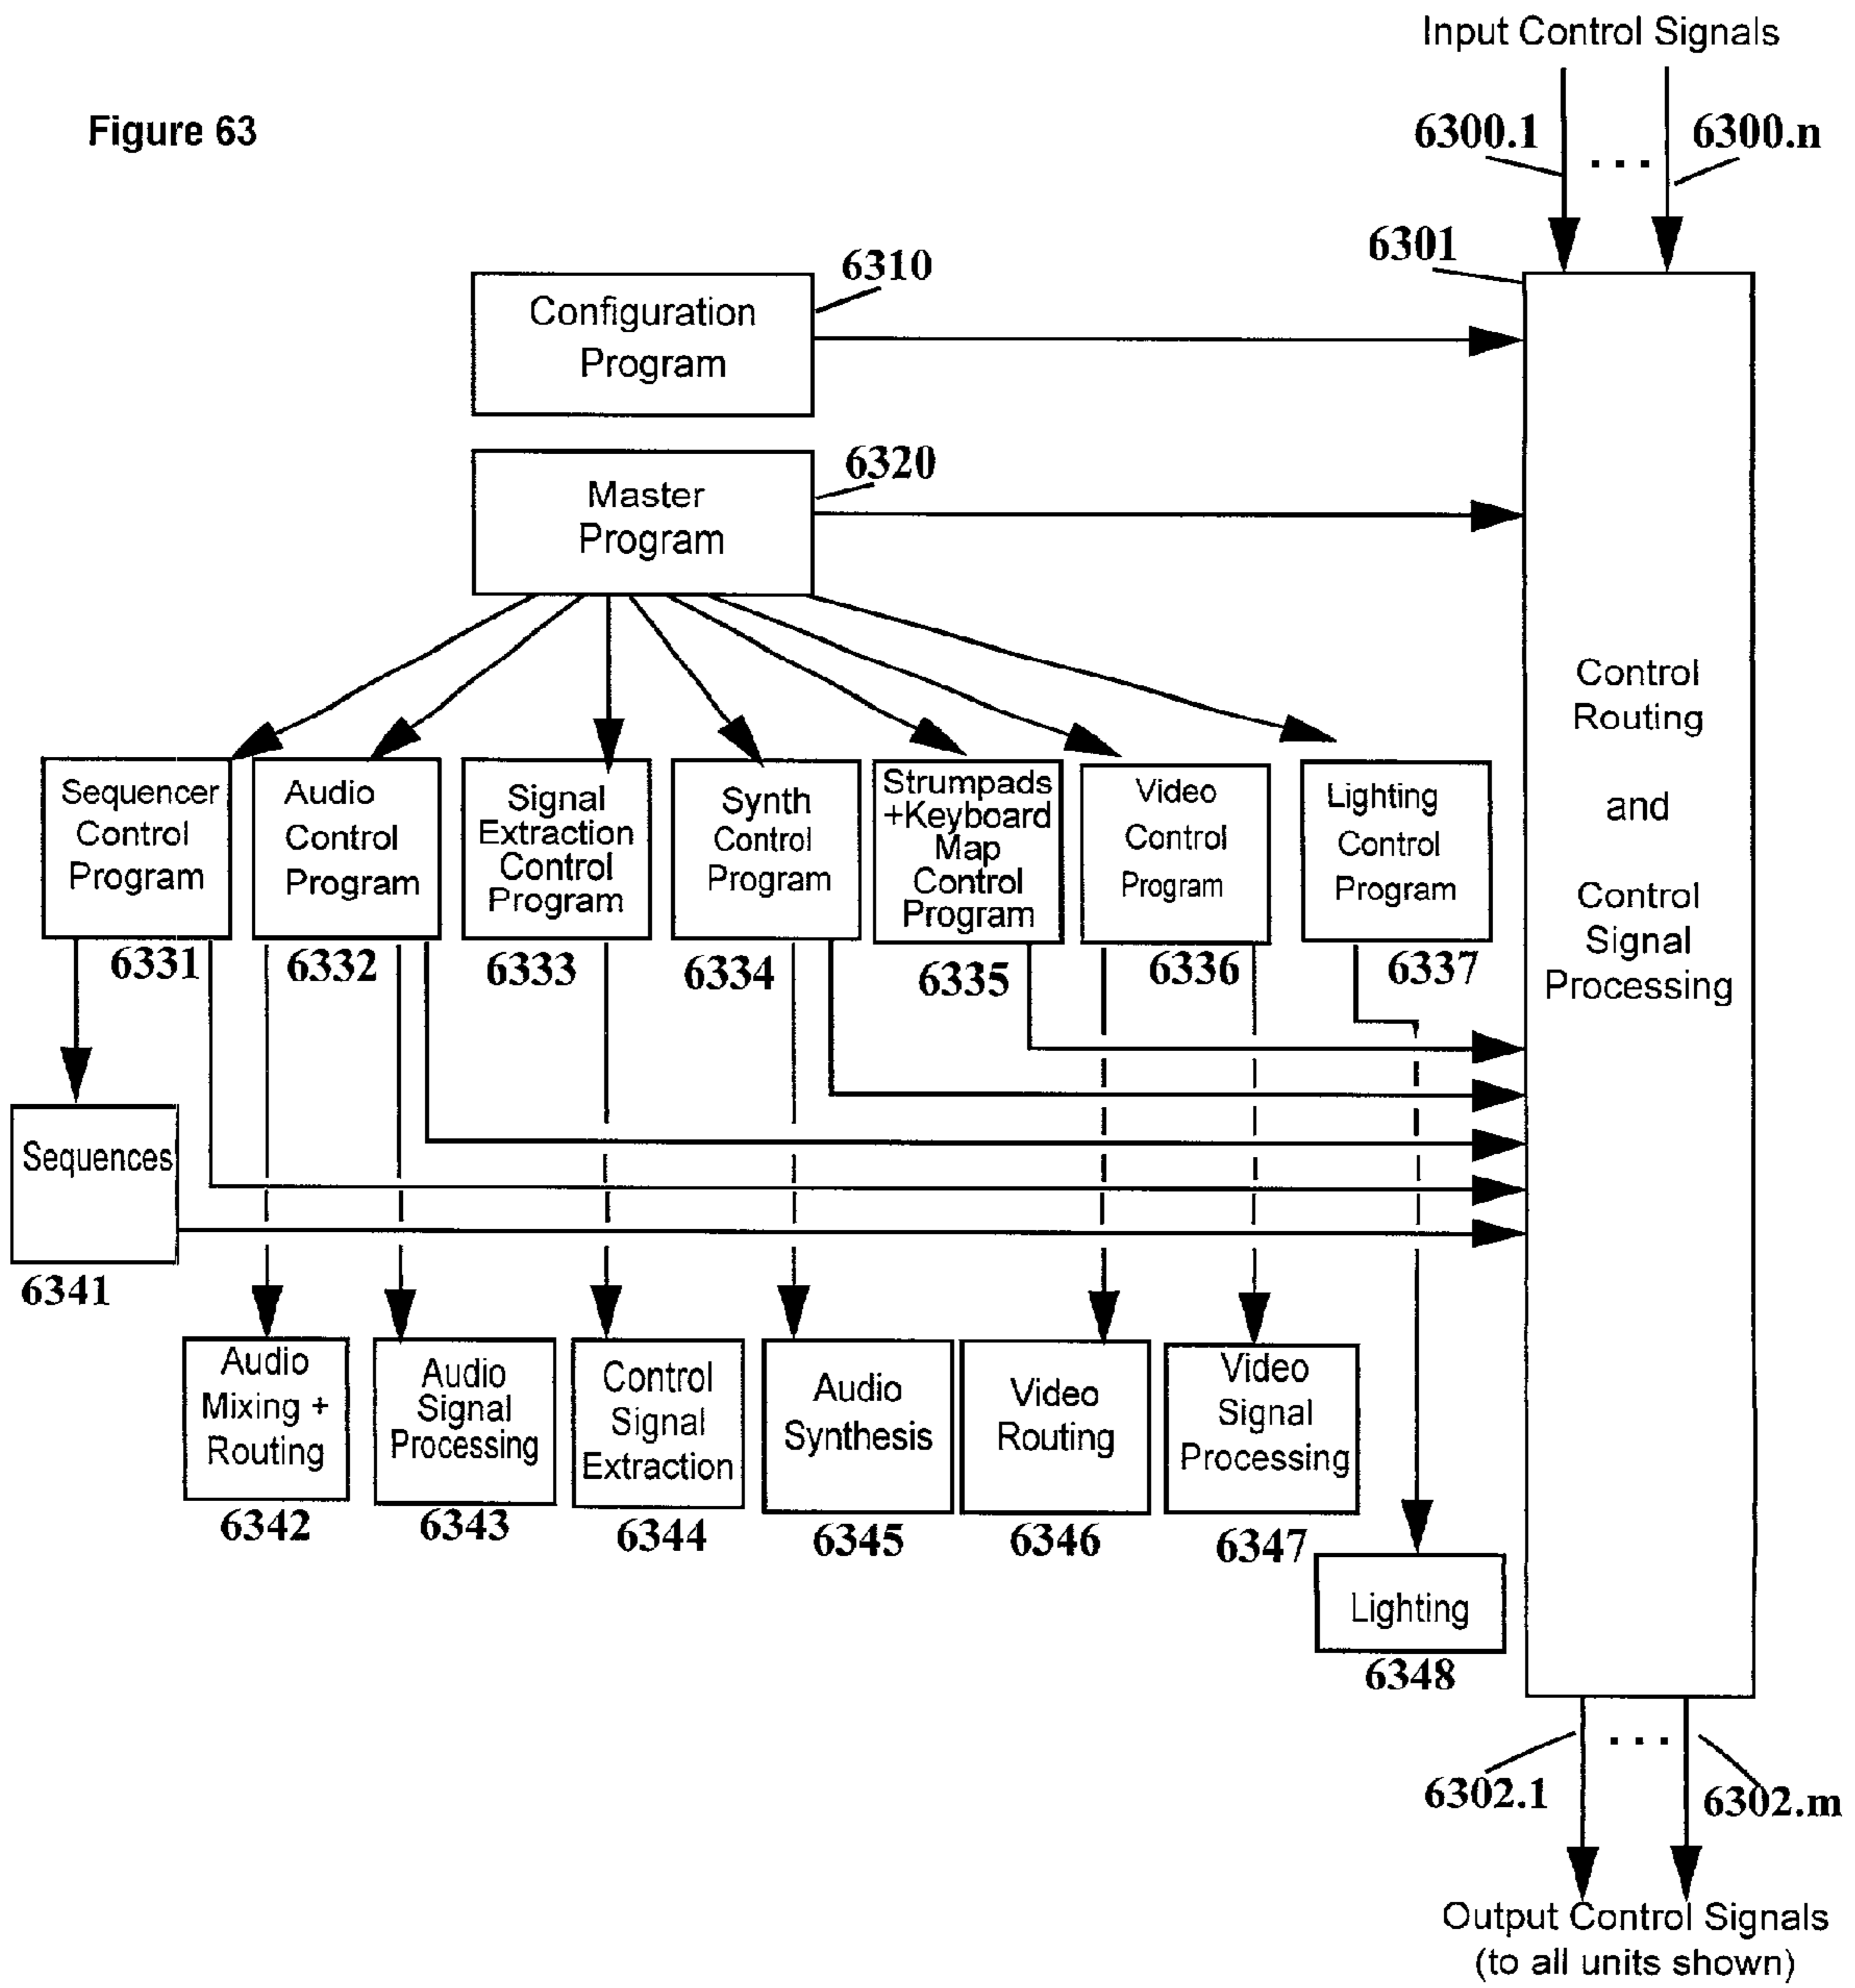 Input Control Signals
Figure 63
6300.1
. . .
6300.n
6301
6310
Configuration
Program
6320
Master
Program
Control
Routing
and
Control
Signal
Processing
Sequencer
Control
Program
Audio
Control
Program
Signal
Extraction
Control
Program
Synth
Control
Program
Strumpads
+Keyboard
Map
Control
Program
Video
Control
Program
Lighting
Control
Program
6331
6332
6333
6334
6335
6336
6337
Sequences
6341
Audio
Mixing +
Routing
Audio
Signal
Processing
Control
Signal
Extraction
Audio
Synthesis
Video
Routing
Video
Signal
Processing
6342
6343
6344
6345
6346
6347
Lighting
6348
. . .
6302.1
6302.m
Output Control Signals
(to all units shown)